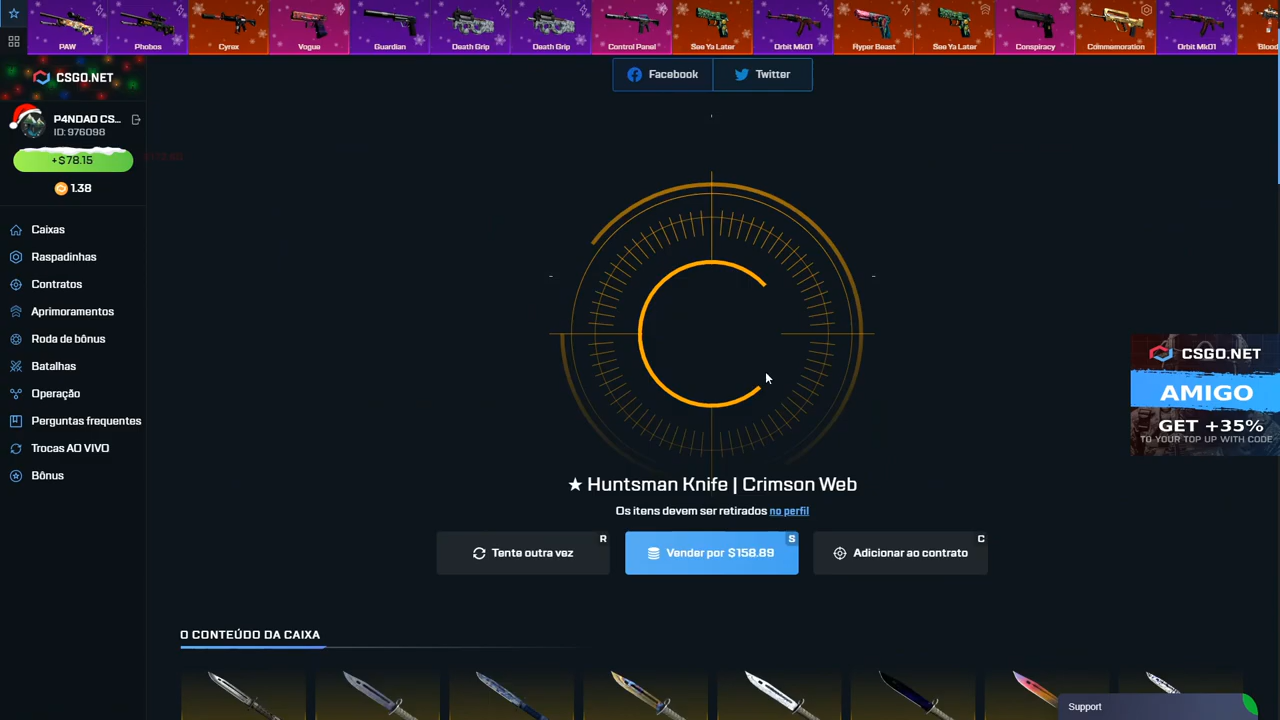 PAW
Phobos
Cyrex
Vogue
Guardian
Death Grip
Death Grip
Control Panel
See Ya Later
Orbit Mk01
Hyper Beast
See Ya Later
Conspiracy
Commemoration
Orbit Mk01
Blood
CSGO.NET
Facebook
Twitter
P4NDAO CS...
ID: 976098
+$78.15
1.38
Caixas
Raspadinhas
Contratos
Aprimoramentos
Roda de bônus
Batalhas
Operação
Perguntas frequentes
Trocas AO VIVO
Bônus
CSGO.NET
AMIGO
GET +35%
TO YOUR TOP UP WITH CODE
★ Huntsman Knife | Crimson Web
Os itens devem ser retirados no perfil
Tente outra vez R
Vender por $158.89 S
Adicionar ao contrato C
O CONTEÚDO DA CAIXA
Support